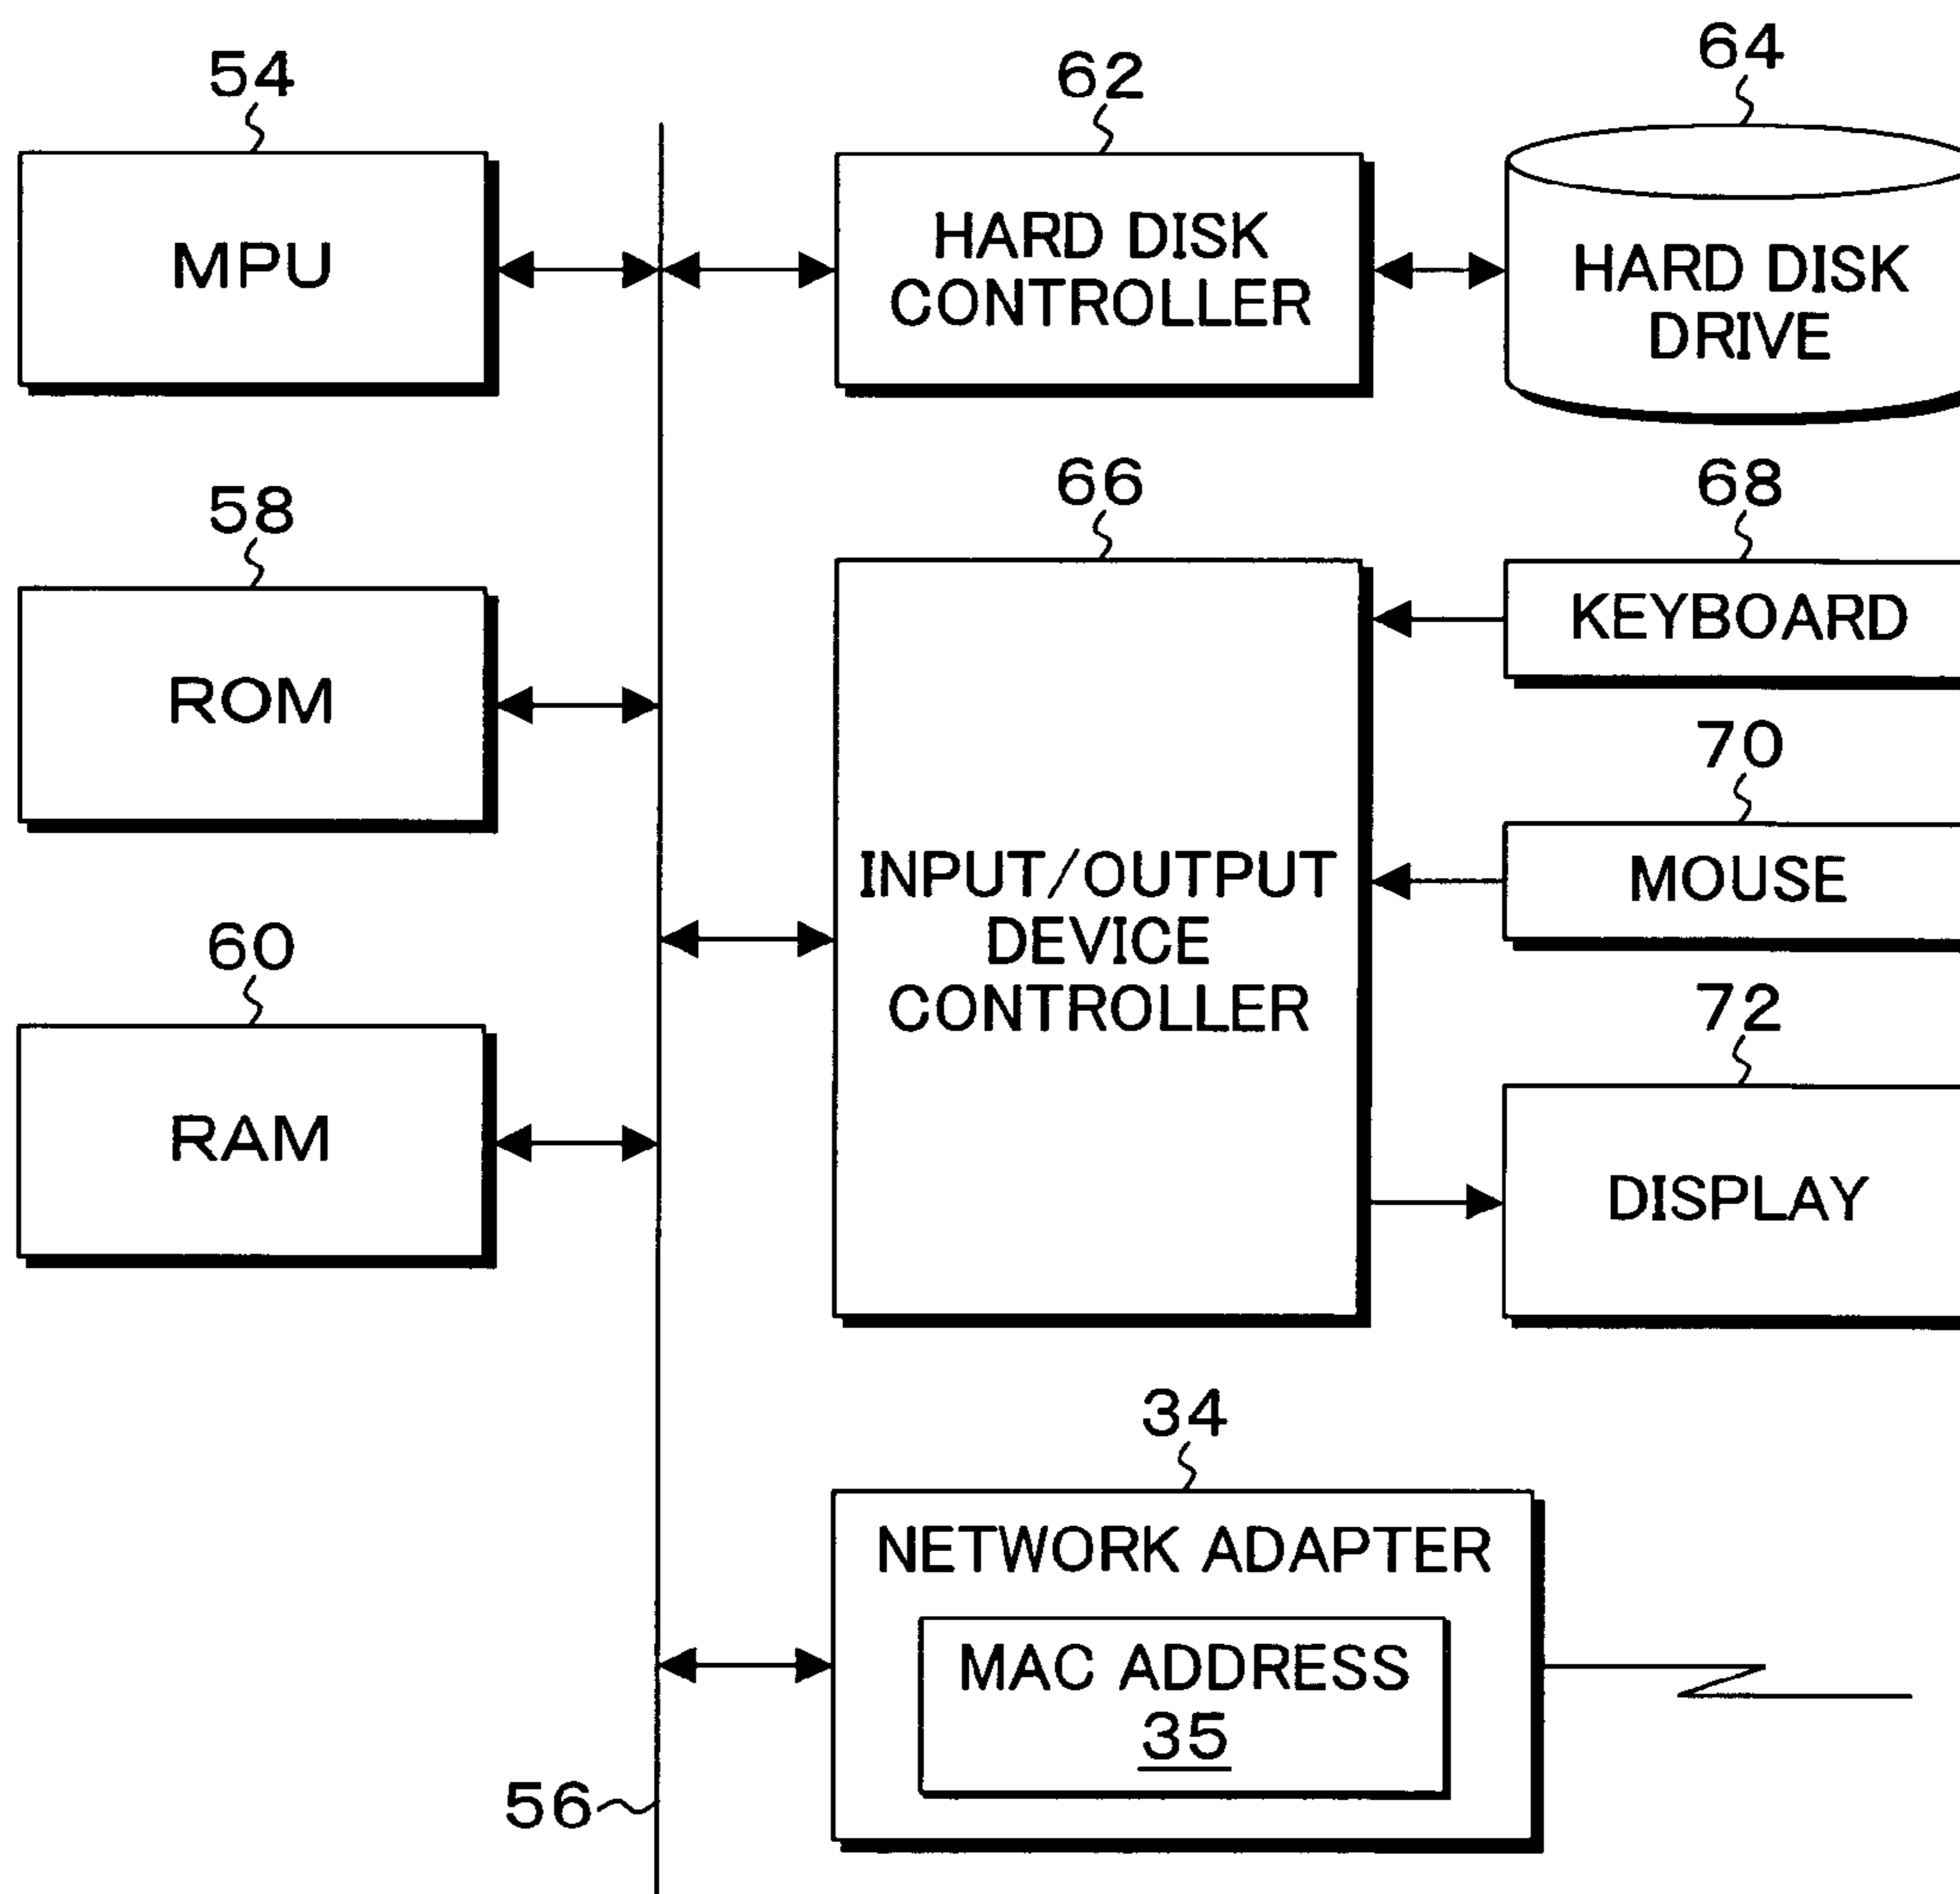 54
MPU
62
HARD DISK
CONTROLLER
64
HARD DISK
DRIVE
58
ROM
66
INPUT/OUTPUT
DEVICE
CONTROLLER
68
KEYBOARD
70
MOUSE
60
RAM
72
DISPLAY
34
NETWORK ADAPTER
MAC ADDRESS
35
56